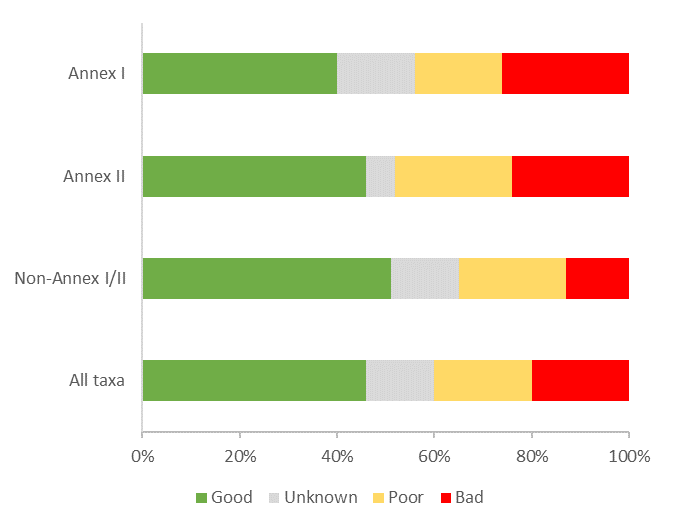 Annex I
Annex II
Non-Annex I/II
All taxa
0% 20% 40% 60% 80% 100%
Good Unknown Poor Bad